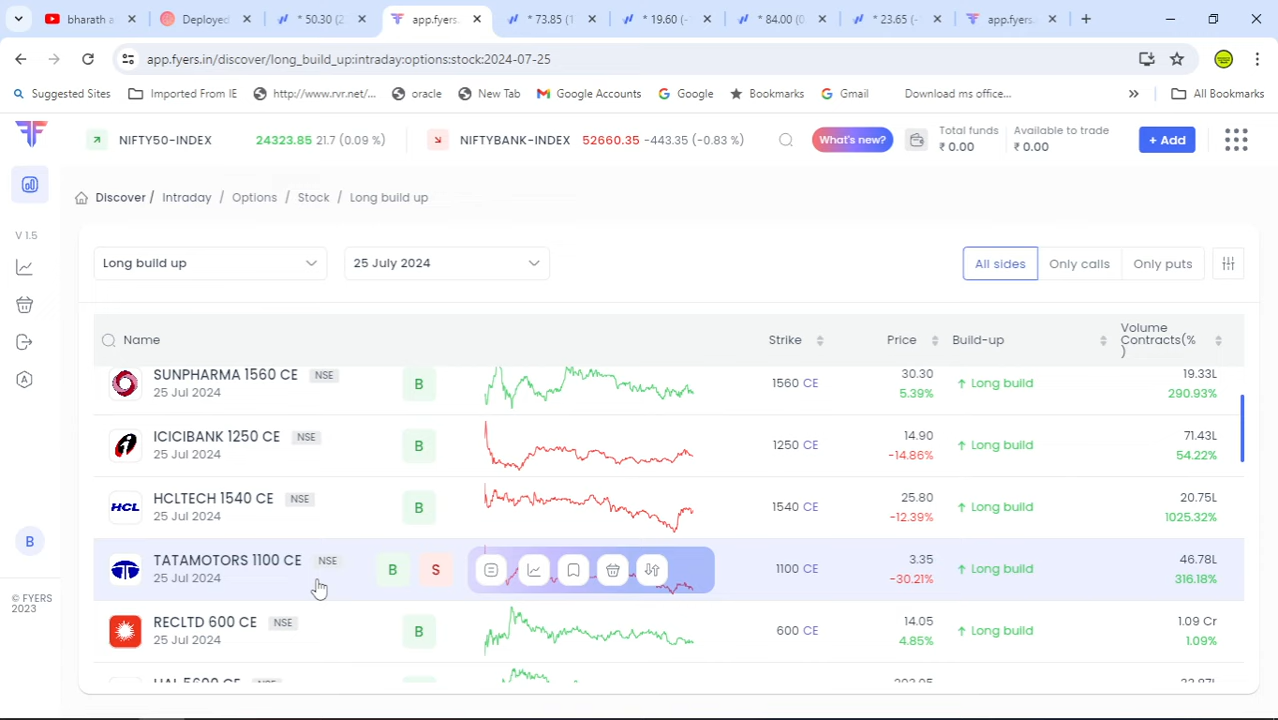 bharath a
Deployed
* 50.30 (2
app.fyers.
* 73.85 (1
* 19.60 (-
* 84.00 (
* 23.65 (-
app.fyers.
app.fyers.in/discover/long_build_up:intraday:options:stock:2024-07-25
Suggested Sites
Imported From IE
http://www.rvr.net/...
oracle
New Tab
Google Accounts
Google
Bookmarks
Gmail
Download ms office...
»
All Bookmarks
NIFTY50-INDEX 24323.85 21.7 (0.09 %)
NIFTYBANK-INDEX 52660.35 -443.35 (-0.83 %)
What's new?
Total funds
₹ 0.00
Available to trade
₹ 0.00
+ Add
Discover / Intraday / Options / Stock / Long build up
V 1.5
Long build up
25 July 2024
All sides
Only calls
Only puts
Name
Strike
Price
Build-up
Volume
Contracts(%
)
SUNPHARMA 1560 CE NSE
25 Jul 2024
B
1560 CE
30.30
5.39%
↑ Long build
19.33L
290.93%
ICICIBANK 1250 CE NSE
25 Jul 2024
B
1250 CE
14.90
-14.86%
↑ Long build
71.43L
54.22%
HCL
HCLTECH 1540 CE NSE
25 Jul 2024
B
1540 CE
25.80
-12.39%
↑ Long build
20.75L
1025.32%
TATAMOTORS 1100 CE NSE
25 Jul 2024
B S
1100 CE
3.35
-30.21%
↑ Long build
46.78L
316.18%
RECLTD 600 CE NSE
25 Jul 2024
B
600 CE
14.05
4.85%
↑ Long build
1.09 Cr
1.09%
HAL 5600 CE
B
© FYERS
2023